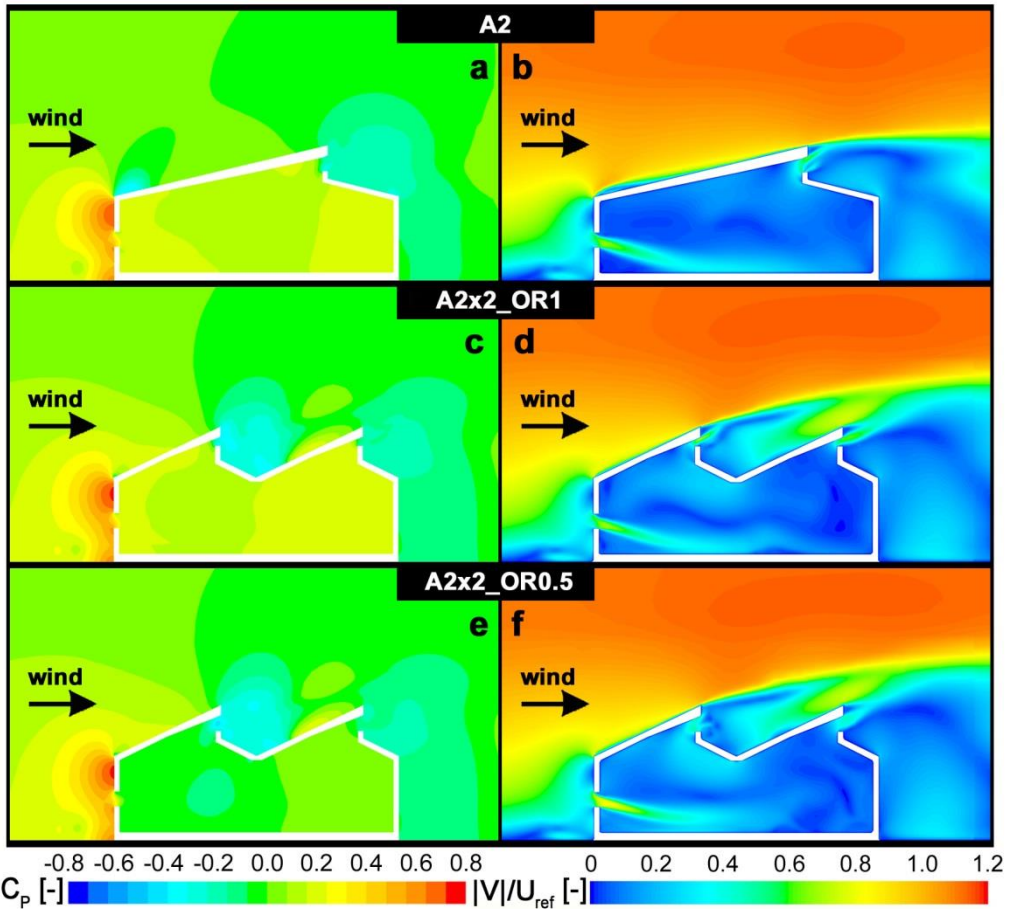 A2
a b
wind wind
A2x2_OR1
c d
wind wind
A2x2_OR0.5
e f
wind wind
-0.8 -0.6 -0.4 -0.2 0.0 0.2 0.4 0.6 0.8 0 0.2 0.4 0.6 0.8 1.0 1.2
CP [-] |V|/Uref [-]